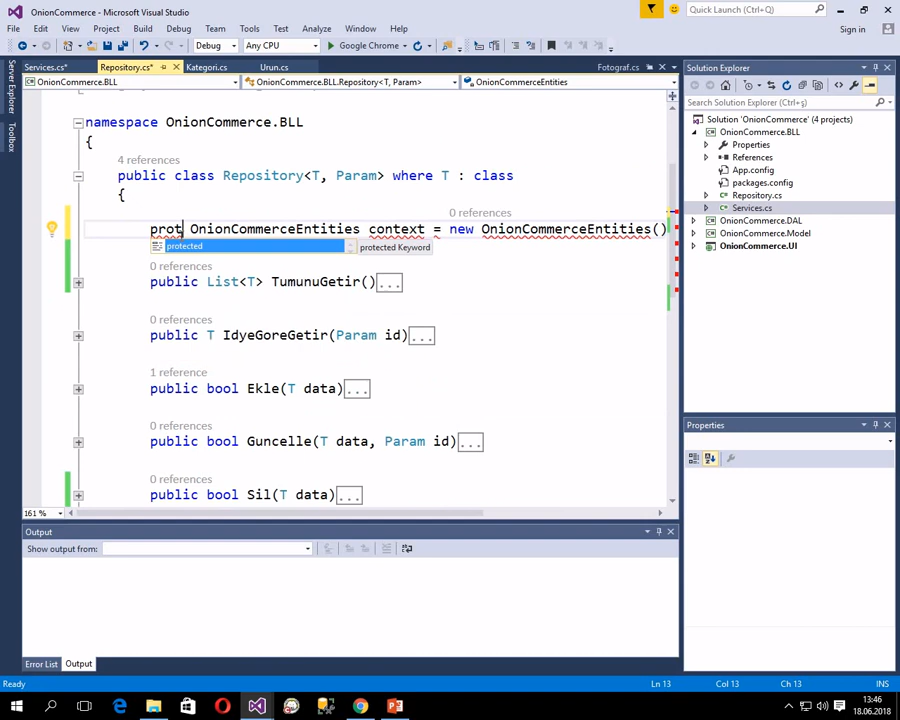 OnionCommerce - Microsoft Visual Studio
Quick Launch (Ctrl+Q)
File Edit View Project Build Debug Team Tools Test Analyze Window Help
Sign in
Debug Any CPU Google Chrome
Server Explorer
Toolbox
Services.cs* Repository.cs* Kategori.cs Urun.cs Fotograf.cs
OnionCommerce.BLL OnionCommerce.BLL.Repository<T, Param> OnionCommerceEntities
namespace OnionCommerce.BLL
{
4 references
public class Repository<T, Param> where T : class
{
0 references
prot OnionCommerceEntities context = new OnionCommerceEntities()
protected
protected Keyword
0 references
public List<T> TumunuGetir()...
0 references
public T IdyeGoreGetir(Param id)...
1 reference
public bool Ekle(T data)...
0 references
public bool Guncelle(T data, Param id)...
0 references
public bool Sil(T data)...
161 %
Output
Show output from:
Error List Output
Solution Explorer
Search Solution Explorer (Ctrl+Ş)
Solution 'OnionCommerce' (4 projects)
OnionCommerce.BLL
Properties
References
App.config
packages.config
Repository.cs
Services.cs
OnionCommerce.DAL
OnionCommerce.Model
OnionCommerce.UI
Properties
Ready Ln 13 Col 13 Ch 13 INS
13:46
18.06.2018